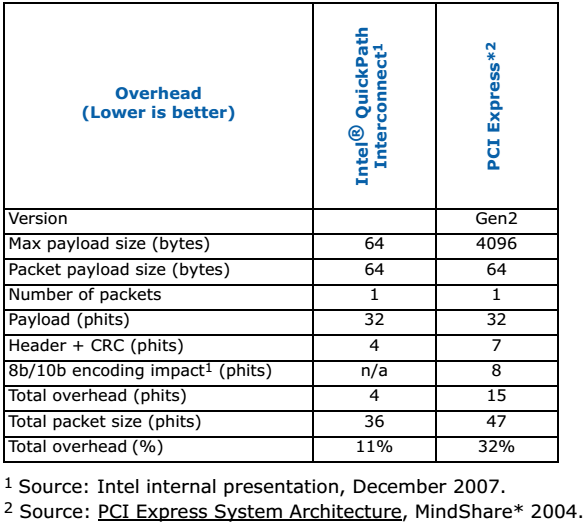 Overhead
(Lower is better)
Intel® QuickPath
Interconnect1
PCI Express*2
Version Gen2
Max payload size (bytes) 64 4096
Packet payload size (bytes) 64 64
Number of packets 1 1
Payload (phits) 32 32
Header + CRC (phits) 4 7
8b/10b encoding impact1 (phits) n/a 8
Total overhead (phits) 4 15
Total packet size (phits) 36 47
Total overhead (%) 11% 32%
1 Source: Intel internal presentation, December 2007.
2 Source: PCI Express System Architecture, MindShare* 2004.